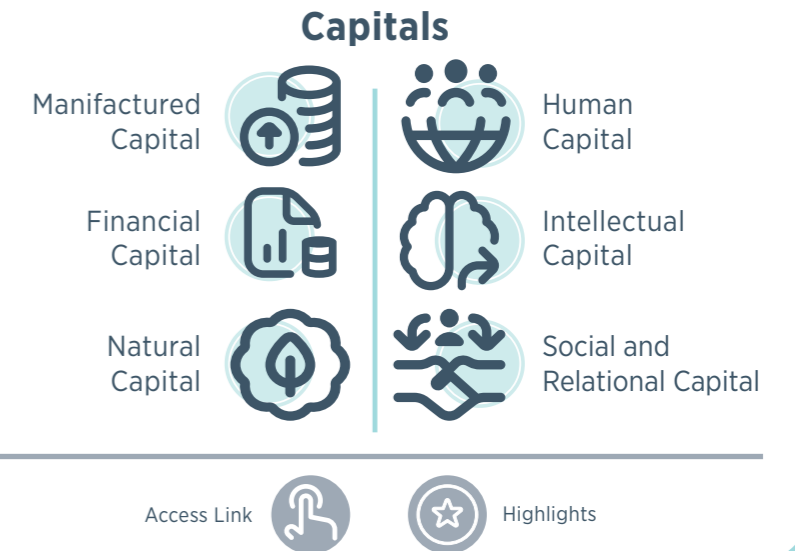 Capitals
Manifactured
Capital
Human
Capital
Financial
Capital
Intellectual
Capital
Natural
Capital
Social and
Relational Capital
Access Link
Highlights